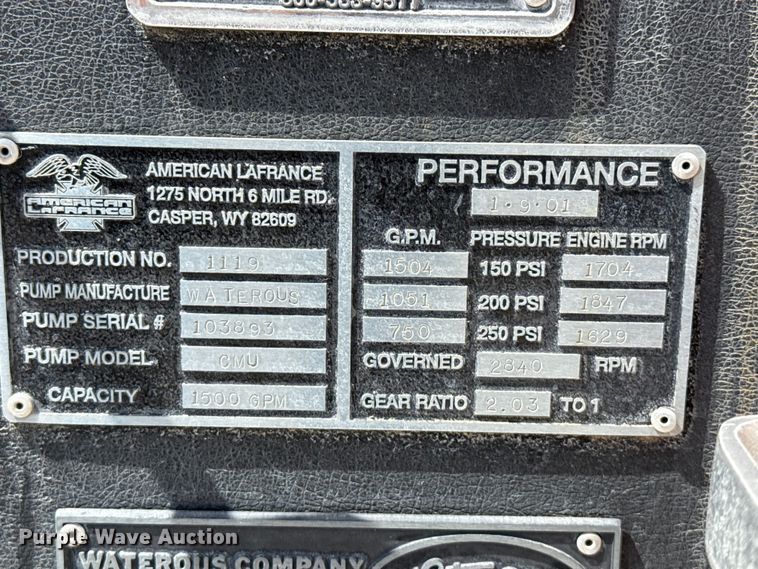 AMERICAN LAFRANCE
1275 NORTH 6 MILE RD.
CASPER, WY 82609
AMERICAN
LAFRANCE
PRODUCTION NO. 1119
PUMP MANUFACTURE WATEROUS
PUMP SERIAL # 103893
PUMP MODEL CMU
CAPACITY 1500 GPM
PERFORMANCE
1·9·01
G.P.M. PRESSURE ENGINE RPM
1504 150 PSI 1704
1051 200 PSI 1847
750 250 PSI 1629
GOVERNED 2840 RPM
GEAR RATIO 2.03 TO 1
Purple Wave Auction
WATEROUS COMPANY